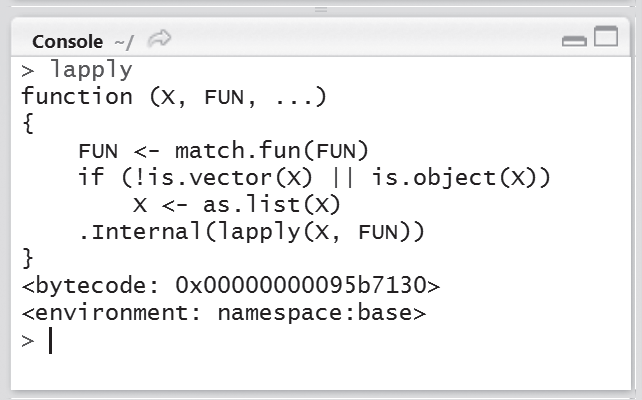 Console ~/
> lapply
function (X, FUN, ...)
{
    FUN <- match.fun(FUN)
    if (!is.vector(X) || is.object(X))
        X <- as.list(X)
    .Internal(lapply(X, FUN))
}
<bytecode: 0x00000000095b7130>
<environment: namespace:base>
>